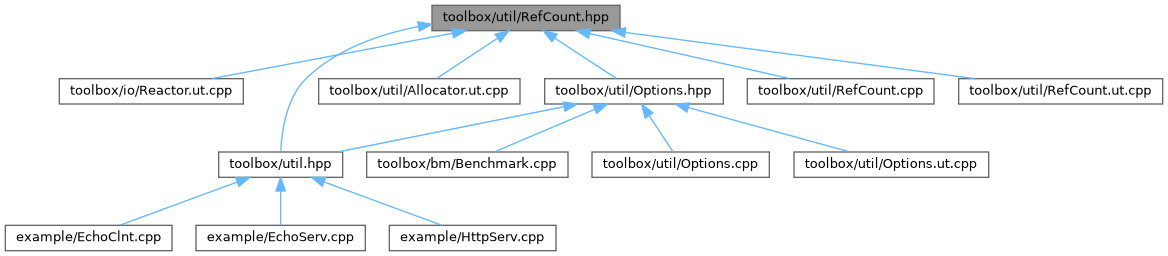 toolbox/util/RefCount.hpp
toolbox/io/Reactor.ut.cpp
toolbox/util/Allocator.ut.cpp
toolbox/util/Options.hpp
toolbox/util/RefCount.cpp
toolbox/util/RefCount.ut.cpp
toolbox/util.hpp
toolbox/bm/Benchmark.cpp
toolbox/util/Options.cpp
toolbox/util/Options.ut.cpp
example/EchoClnt.cpp
example/EchoServ.cpp
example/HttpServ.cpp